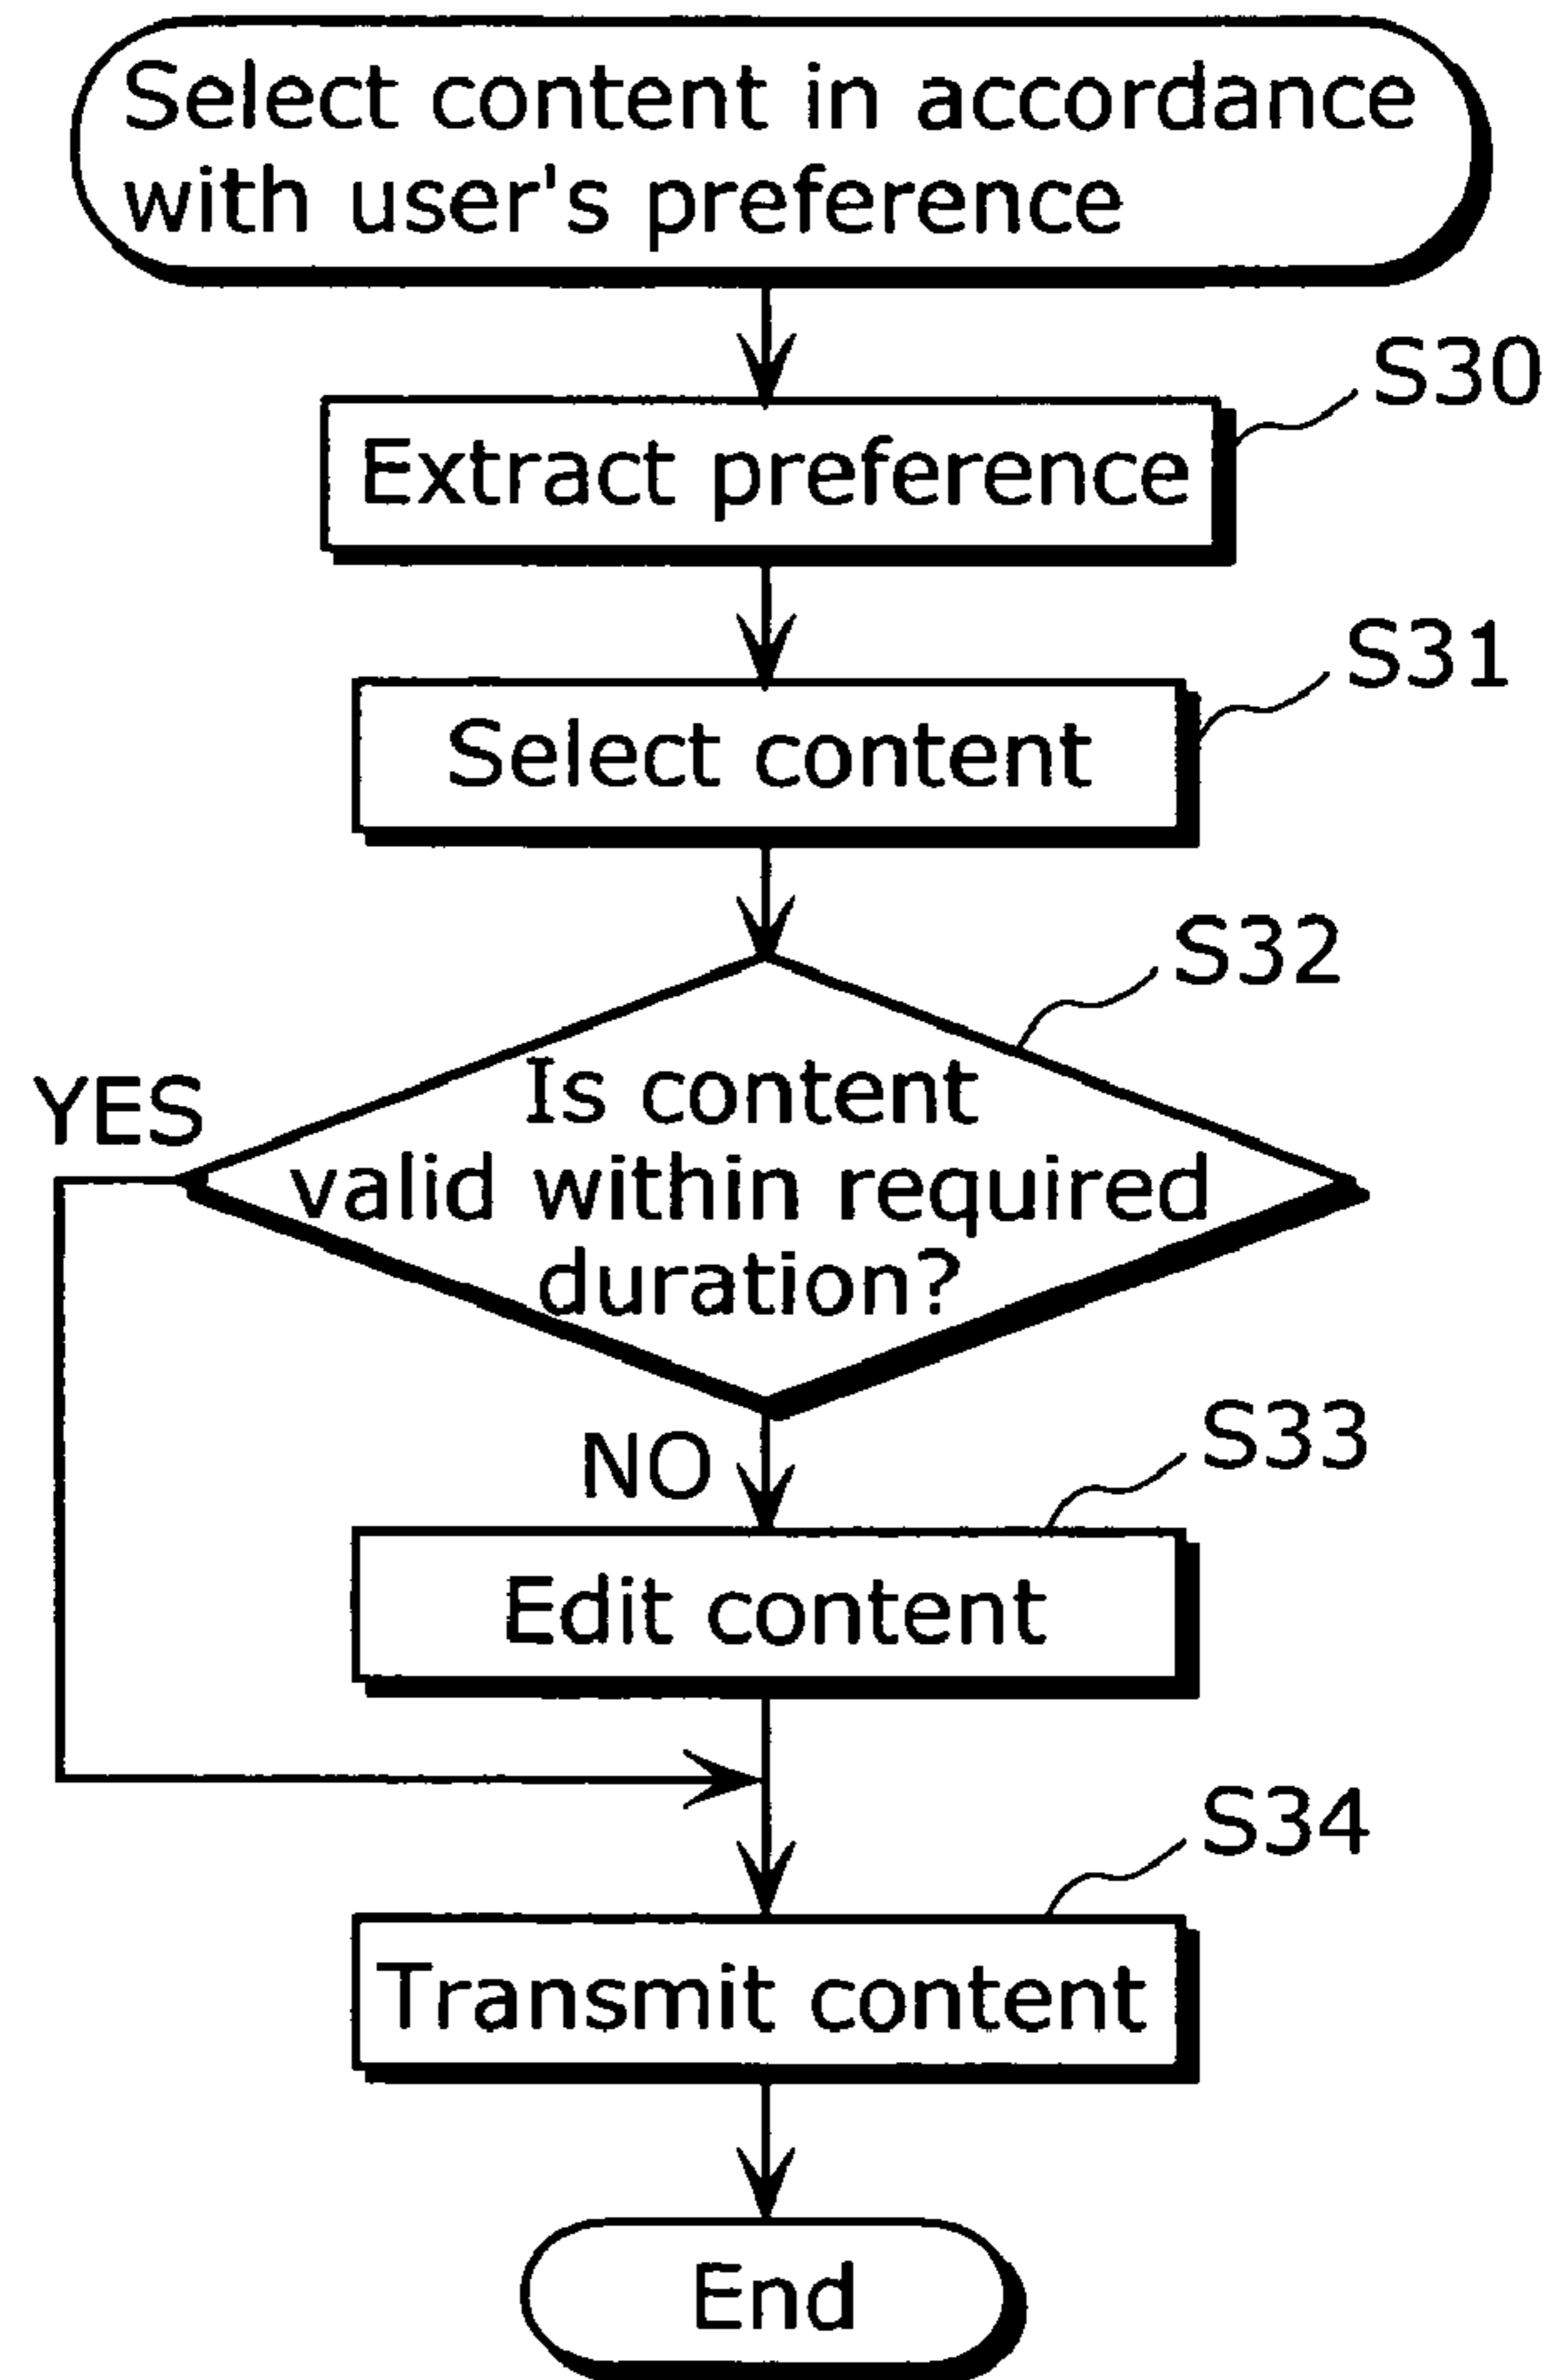 Select content in accordance
with user's preference
S30
Extract preference
S31
Select content
S32
YES
Is content
valid within required
duration?
NO
S33
Edit content
S34
Transmit content
End